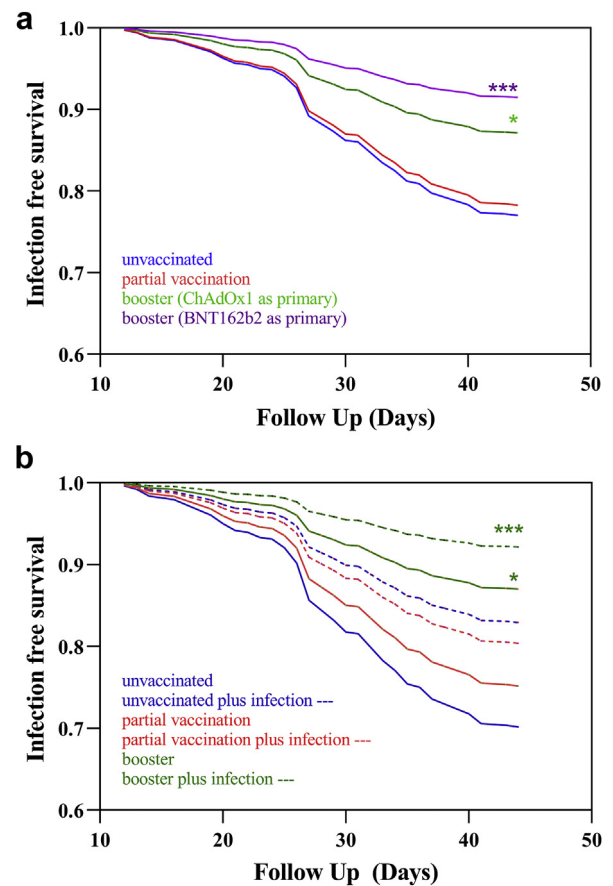 a
Infection free survival
1.0
0.9
0.8
0.7
0.6
***
*
unvaccinated
partial vaccination
booster (ChAdOx1 as primary)
booster (BNT162b2 as primary)
10 20 30 40 50
Follow Up (Days)
b
Infection free survival
1.0
0.9
0.8
0.7
0.6
***
*
unvaccinated
unvaccinated plus infection ---
partial vaccination
partial vaccination plus infection ---
booster
booster plus infection ---
10 20 30 40 50
Follow Up (Days)